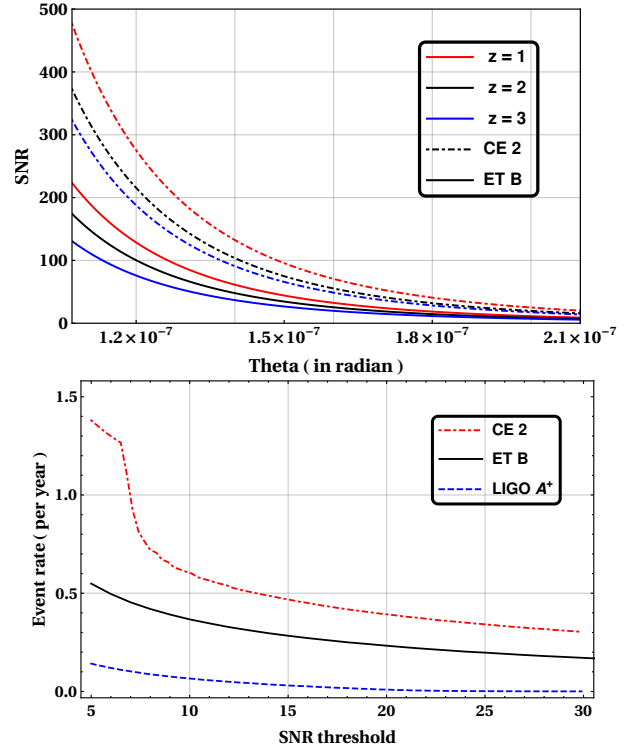 500
400
300
200
100
0
SNR
z = 1
z = 2
z = 3
CE 2
ET B
1.2×10⁻⁷
1.5×10⁻⁷
1.8×10⁻⁷
2.1×10⁻⁷
Theta ( in radian )
1.5
1.0
0.5
0.0
Event rate ( per year )
CE 2
ET B
LIGO A⁺
5
10
15
20
25
30
SNR threshold